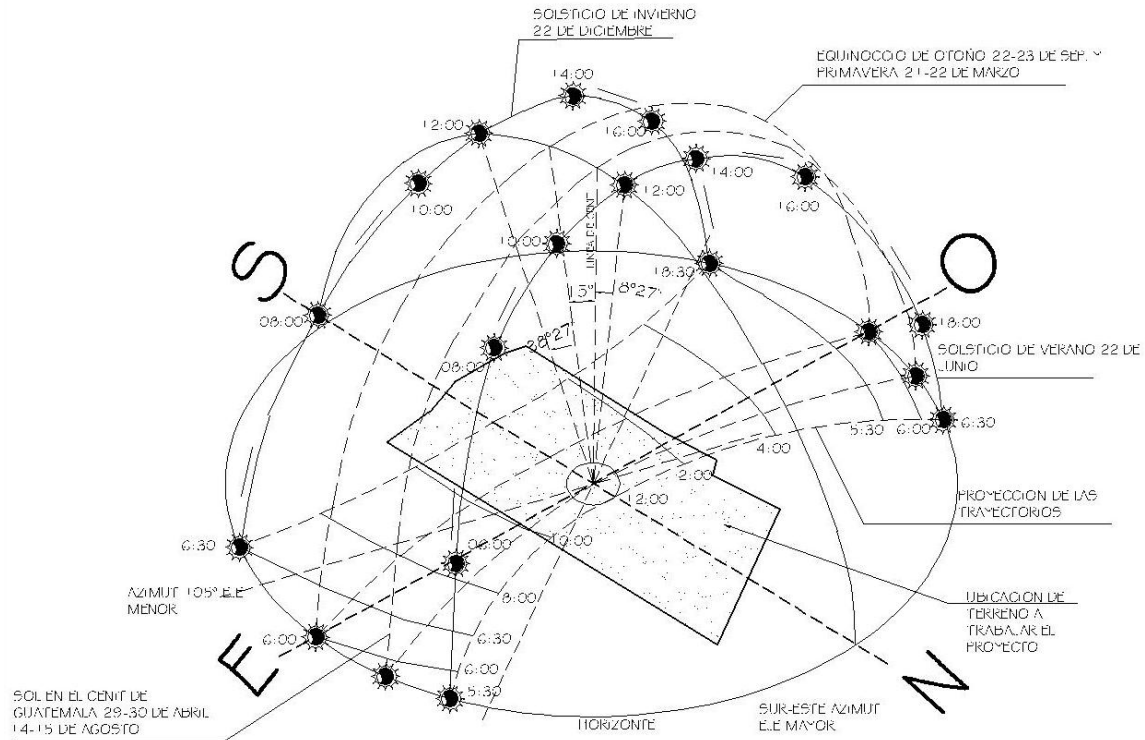 SOLSTICIO DE INVIERNO
22 DE DICIEMBRE
EQUINOCCIO DE OTOÑO 22-23 DE SEP. Y
PRIMAVERA 21-22 DE MARZO
14:00
12:00
16:00
14:00
10:00
12:00
16:00
S
O
10:00
LINEA DE CENIT
18:30
15°
8°27'
08:00
18:00
08:00
SOLSTICIO DE VERANO 22 DE
JUNIO
5:30
6:00
6:30
4:00
2:00
12:00
PROYECCION DE LAS
TRAYECTORIOS
6:30
06:00
10:00
AZIMUT 105° EJE
MENOR
8:00
UBICACION DE
TERRENO A
TRABAJAR EL
PROYECTO
6:00
6:30
E
6:00
N
5:30
SOL EN EL CENIT DE
GUATEMALA 29-30 DE ABRIL
14-15 DE AGOSTO
HORIZONTE
SUR-ESTE AZIMUT
EJE MAYOR